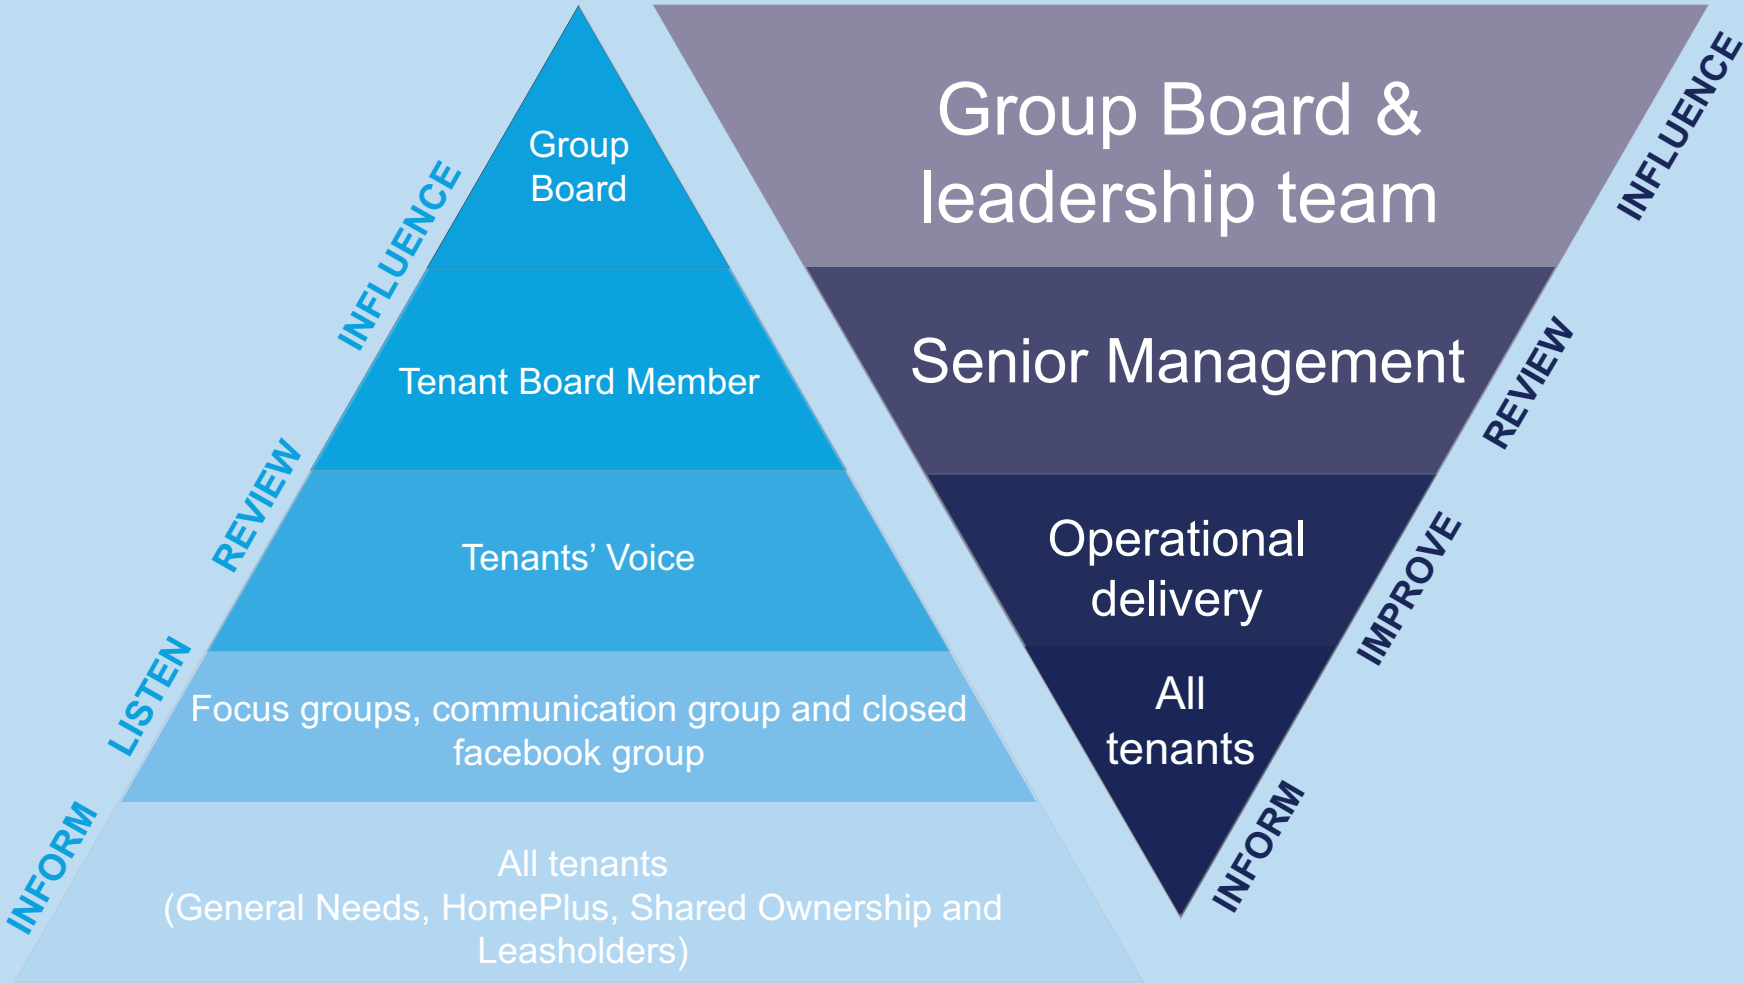 Group
Board
Tenant Board Member
Tenants’ Voice
Focus groups, communication group and closed
facebook group
All tenants
(General Needs, HomePlus, Shared Ownership and
Leasholders)
INFLUENCE
REVIEW
LISTEN
INFORM
Group Board &
leadership team
Senior Management
Operational
delivery
All
tenants
INFLUENCE
REVIEW
IMPROVE
INFORM